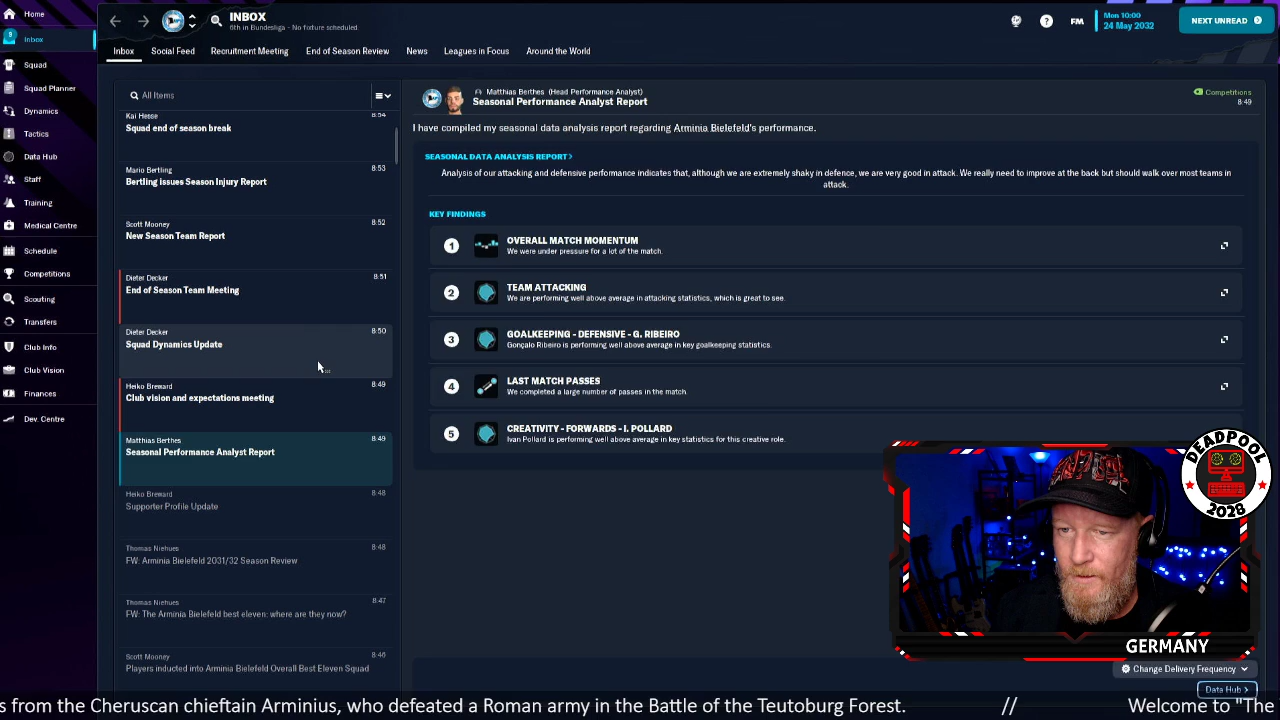 Home
INBOX
6th in Bundesliga - No fixture scheduled.
FM
Mon 10:00
24 May 2032
NEXT UNREAD
Inbox
Social Feed
Recruitment Meeting
End of Season Review
News
Leagues in Focus
Around the World
Inbox
Squad
Squad Planner
Dynamics
Tactics
Data Hub
Staff
Training
Medical Centre
Schedule
Competitions
Scouting
Transfers
Club Info
Club Vision
Finances
Dev. Centre
All Items
Kai Hesse
8:54
Squad end of season break
Mario Bertling
8:53
Bertling issues Season Injury Report
Scott Mooney
8:52
New Season Team Report
Dieter Decker
8:51
End of Season Team Meeting
Dieter Decker
8:50
Squad Dynamics Update
Heiko Breward
8:49
Club vision and expectations meeting
Matthias Berthes
8:49
Seasonal Performance Analyst Report
Heiko Breward
8:48
Supporter Profile Update
Thomas Niehues
8:48
FW: Arminia Bielefeld 2031/32 Season Review
Thomas Niehues
8:47
FW: The Arminia Bielefeld best eleven: where are they now?
Scott Mooney
8:46
Players inducted into Arminia Bielefeld Overall Best Eleven Squad
Matthias Berthes (Head Performance Analyst)
Seasonal Performance Analyst Report
Competitions
8:49
I have compiled my seasonal data analysis report regarding Arminia Bielefeld's performance.
SEASONAL DATA ANALYSIS REPORT>
Analysis of our attacking and defensive performance indicates that, although we are extremely shaky in defence, we are very good in attack. We really need to improve at the back but should walk over most teams in
attack.
KEY FINDINGS
1
OVERALL MATCH MOMENTUM
We were under pressure for a lot of the match.
2
TEAM ATTACKING
We are performing well above average in attacking statistics, which is great to see.
3
GOALKEEPING - DEFENSIVE - G. RIBEIRO
Gonçalo Ribeiro is performing well above average in key goalkeeping statistics.
4
LAST MATCH PASSES
We completed a large number of passes in the match.
5
CREATIVITY - FORWARDS - I. POLLARD
Ivan Pollard is performing well above average in key statistics for this creative role.
DEADPOOL
2028
GERMANY
Change Delivery Frequency
Data Hub >
s from the Cheruscan chieftain Arminius, who defeated a Roman army in the Battle of the Teutoburg Forest. // Welcome to "The